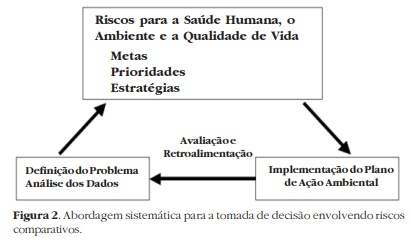 Riscos para a Saúde Humana, o
Ambiente e a Qualidade de Vida
Metas
Prioridades
Estratégias
Avaliação e
Retroalimentação
Definição do Problema
Análise dos Dados
Implementação do Plano
de Ação Ambiental
Figura 2. Abordagem sistemática para a tomada de decisão envolvendo riscos
comparativos.